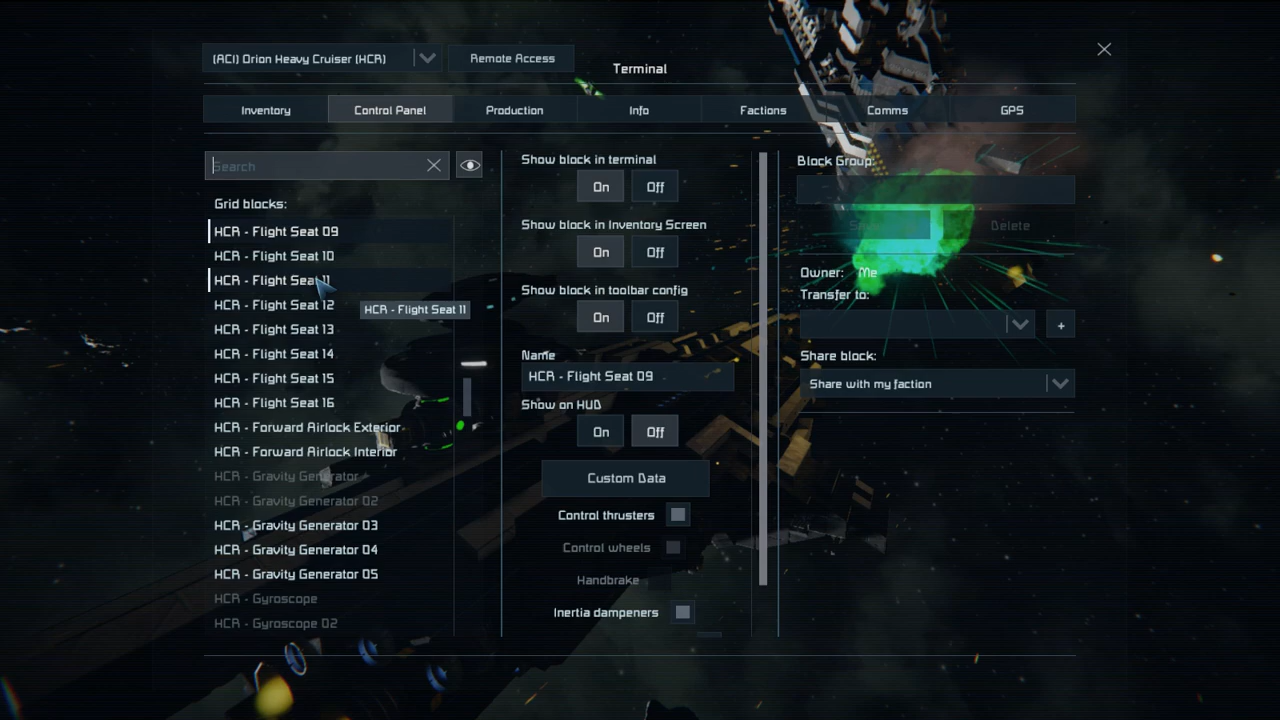 (ACI) Orion Heavy Cruiser (HCR)
Remote Access
Terminal
Inventory
Control Panel
Production
Info
Factions
Comms
GPS
Search
Grid blocks:
HCR - Flight Seat 09
HCR - Flight Seat 10
HCR - Flight Seat 11
HCR - Flight Seat 12
HCR - Flight Seat 13
HCR - Flight Seat 14
HCR - Flight Seat 15
HCR - Flight Seat 16
HCR - Forward Airlock Exterior
HCR - Forward Airlock Interior
HCR - Gravity Generator
HCR - Gravity Generator 02
HCR - Gravity Generator 03
HCR - Gravity Generator 04
HCR - Gravity Generator 05
HCR - Gyroscope
HCR - Gyroscope 02
HCR - Flight Seat 11
Show block in terminal
On Off
Show block in Inventory Screen
On Off
Show block in toolbar config
On Off
Name
HCR - Flight Seat 09
Show on HUD
On Off
Custom Data
Control thrusters
Control wheels
Handbrake
Inertia dampeners
Block Group:
Delete
Owner: Me
Transfer to:
+
Share block:
Share with my faction